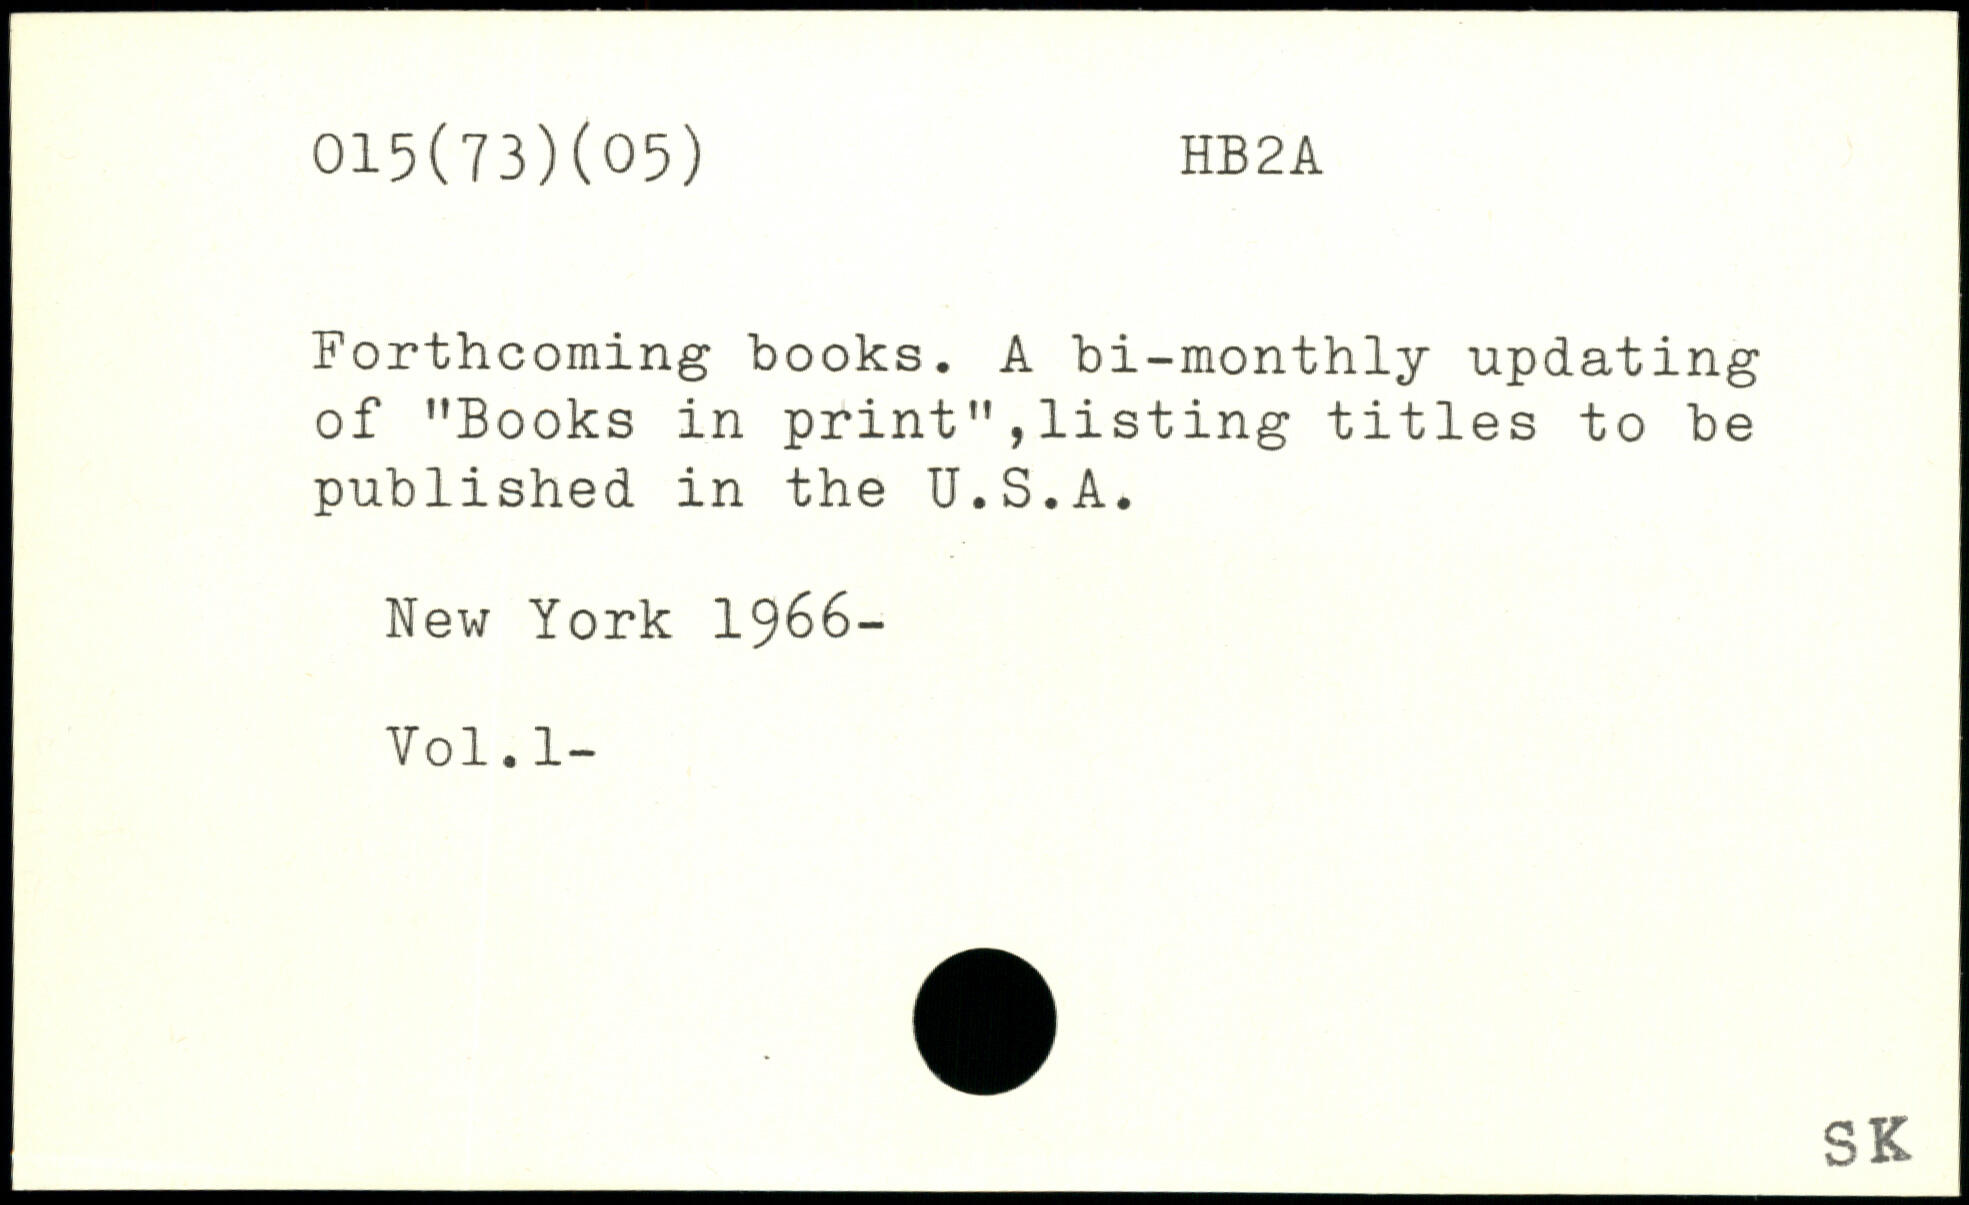 015(73)(05) HB2A
Forthcoming books. A bi-monthly updating
of "Books in print",listing titles to be
published in the U.S.A.
New York 1966-
Vol.1-
SK